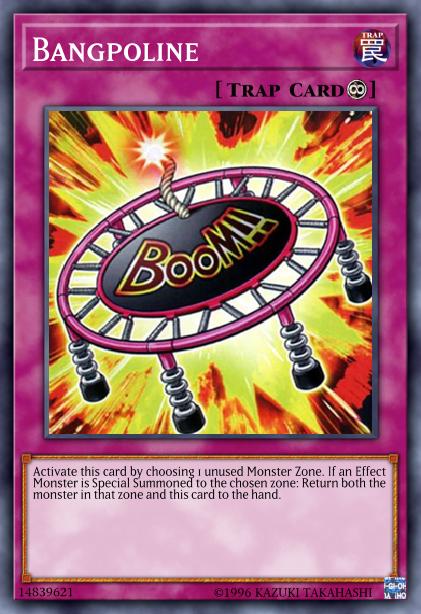 BANGPOLINE
TRAP
罠
[TRAP CARD]
BOOM!!
Activate this card by choosing 1 unused Monster Zone. If an Effect
Monster is Special Summoned to the chosen zone: Return both the
monster in that zone and this card to the hand.
14839621 ©1996 KAZUKI TAKAHASHI